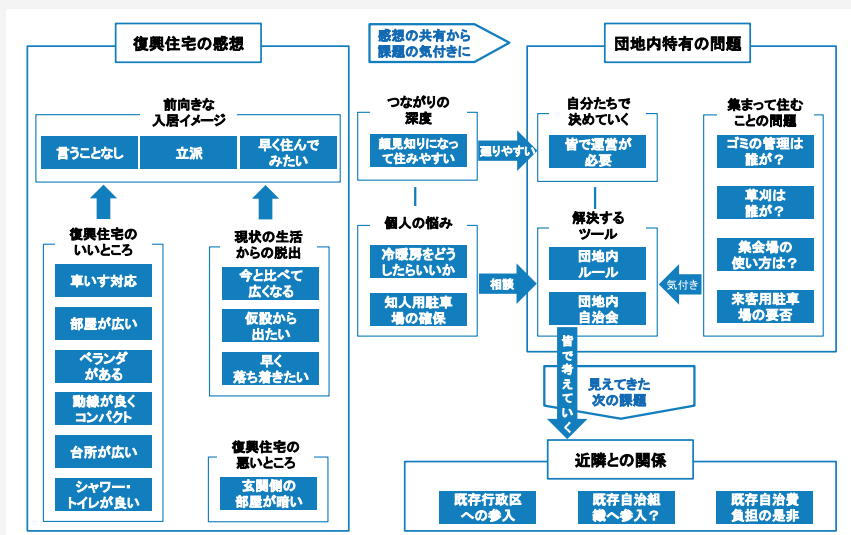 復興住宅の感想
感想の共有から
課題の気付きに
団地内特有の問題
前向きな
入居イメージ
言うことなし
立派
早く住んで
みたい
復興住宅の
いいところ
車いす対応
部屋が広い
ベランダ
がある
動線が良く
コンパクト
台所が広い
シャワー・
トイレが良い
現状の生活
からの脱出
今と比べて
広くなる
仮設から
出たい
早く
落ち着きたい
復興住宅の
悪いところ
玄関側の
部屋が暗い
つながりの
深度
顔見知りになっ
て住みやすい
図りやすい
個人の悩み
冷暖房をどう
したらいいか
知人用駐車
場の確保
相談
自分たちで
決めていく
皆で運営が
必要
解決する
ツール
団地内
ルール
団地内
自治会
気付き
集まって住む
ことの問題
ゴミの管理は
誰が?
草刈は
誰が?
集会場の
使い方は?
来客用駐車
場の要否
皆で考えていく
見えてきた
次の課題
近隣との関係
既存行政区
への参入
既存自治組
織へ参入?
既存自治費
負担の是非